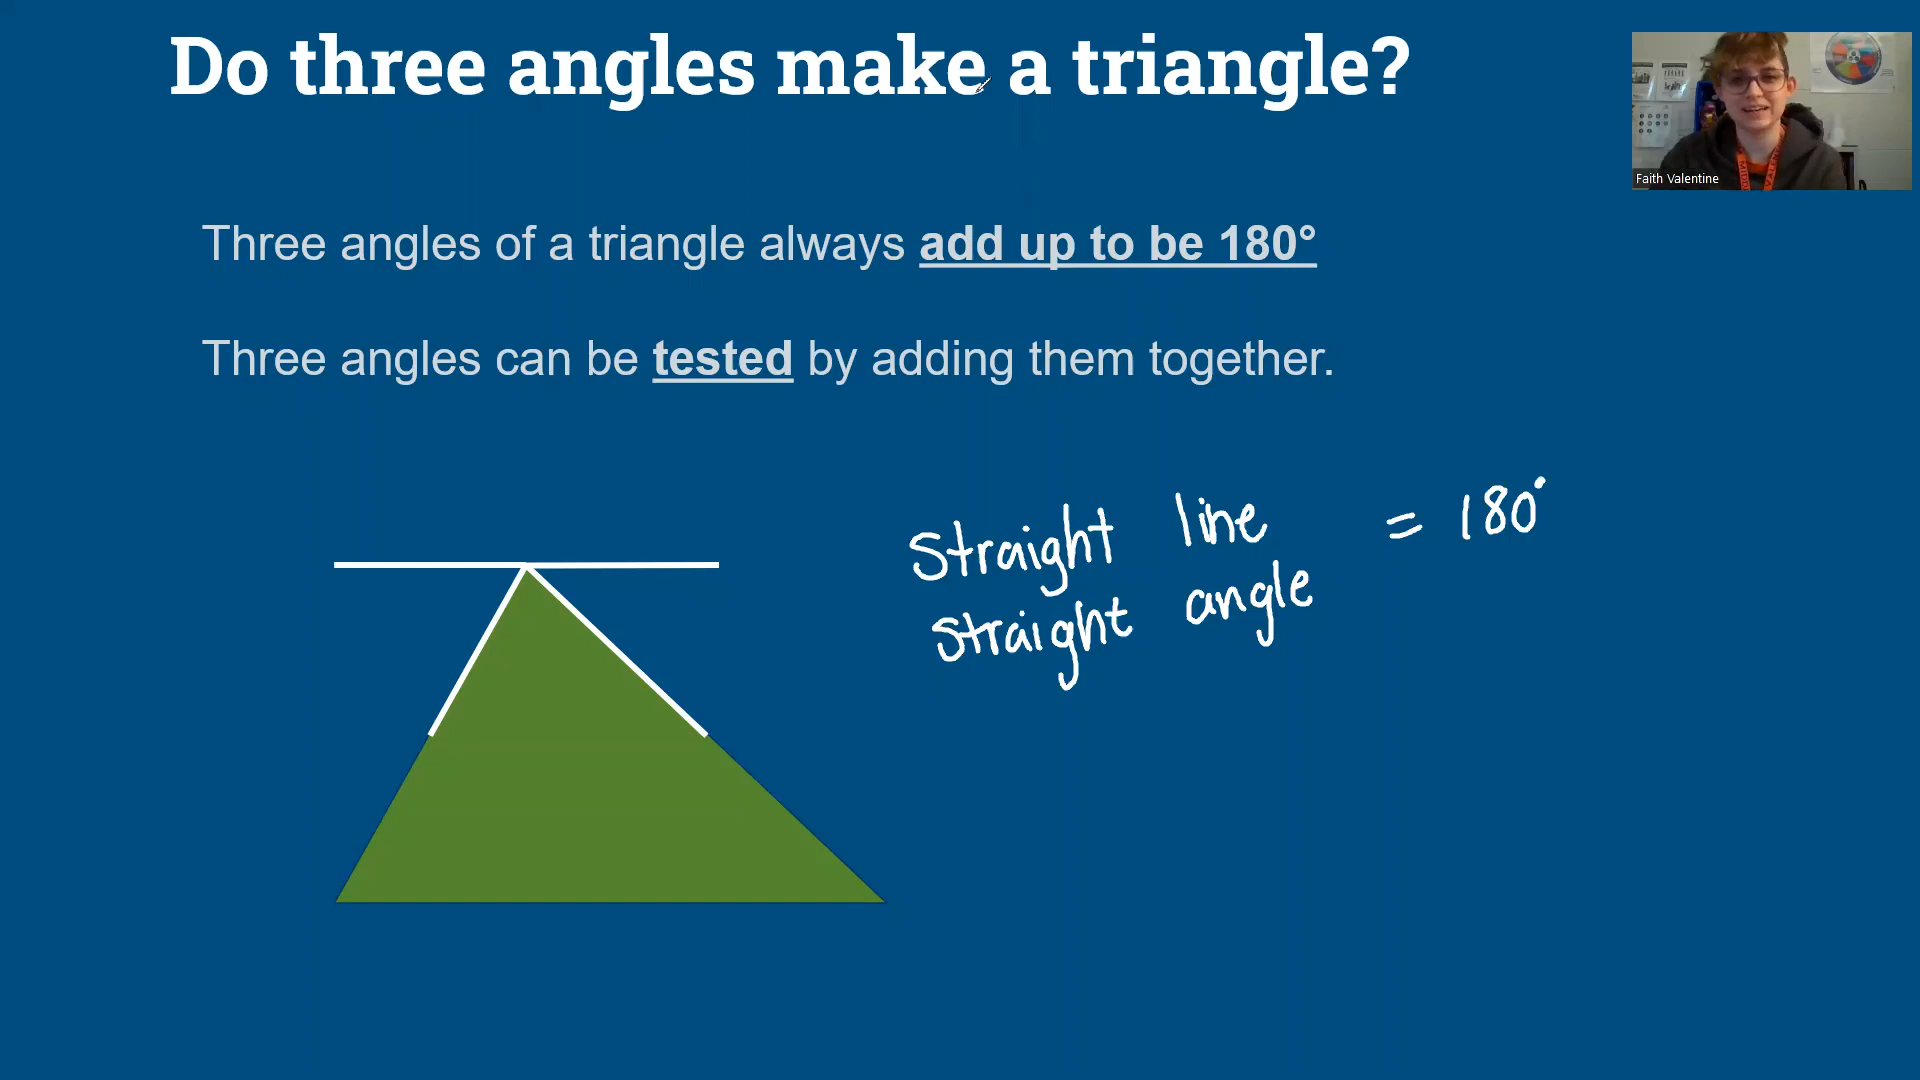 Do three angles make a triangle?
Faith Valentine
Three angles of a triangle always add up to be 180°
Three angles can be tested by adding them together.
Straight line = 180°
straight angle